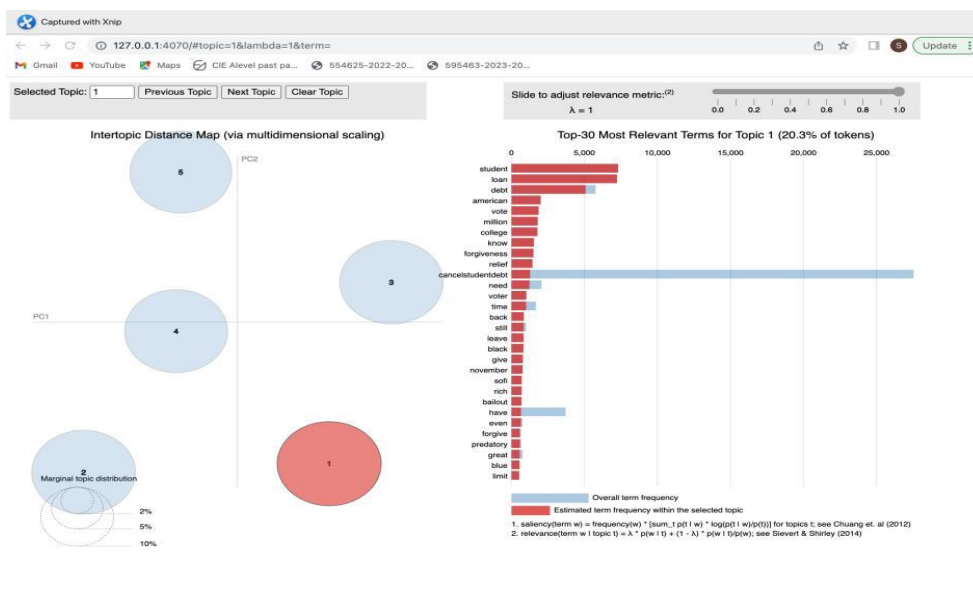 Captured with Xnip
127.0.0.1:4070/#topic=1&lambda=1&term=
S
Update
Gmail
YouTube
Maps
CIE Alevel past pa...
554625-2022-20...
595463-2023-20...
Selected Topic: 1
Previous Topic
Next Topic
Clear Topic
Slide to adjust relevance metric:(2)
λ = 1
0.0 0.2 0.4 0.6 0.8 1.0
Intertopic Distance Map (via multidimensional scaling)
PC2
PC1
5
3
4
2
1
Marginal topic distribution
2%
5%
10%
Top-30 Most Relevant Terms for Topic 1 (20.3% of tokens)
0 5,000 10,000 15,000 20,000 25,000
student
loan
debt
american
vote
million
college
know
forgiveness
relief
cancelstudentdebt
need
voter
time
back
still
leave
black
give
november
sofi
rich
bailout
have
even
forgive
predatory
great
blue
limit
Overall term frequency
Estimated term frequency within the selected topic
1. saliency(term w) = frequency(w) * [sum_t p(t | w) * log(p(t | w)/p(t))] for topics t; see Chuang et. al (2012)
2. relevance(term w | topic t) = λ * p(w | t) + (1 - λ) * p(w | t)/p(w); see Sievert & Shirley (2014)